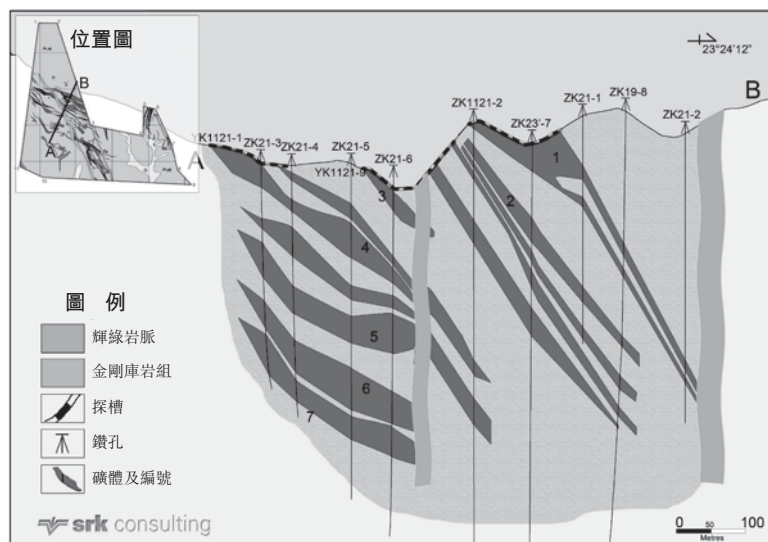 位置圖
B
A
23°24'12"
A
B
YK1121-1
ZK21-3
ZK21-4
ZK21-5
YK1121-9
ZK21-6
ZK1121-2
ZK23'-7
ZK21-1
ZK19-8
ZK21-2
1
2
3
4
5
6
7
圖 例
輝綠岩脈
金剛庫岩組
探槽
鑽孔
礦體及編號
srk consulting
0 50 100
Metres